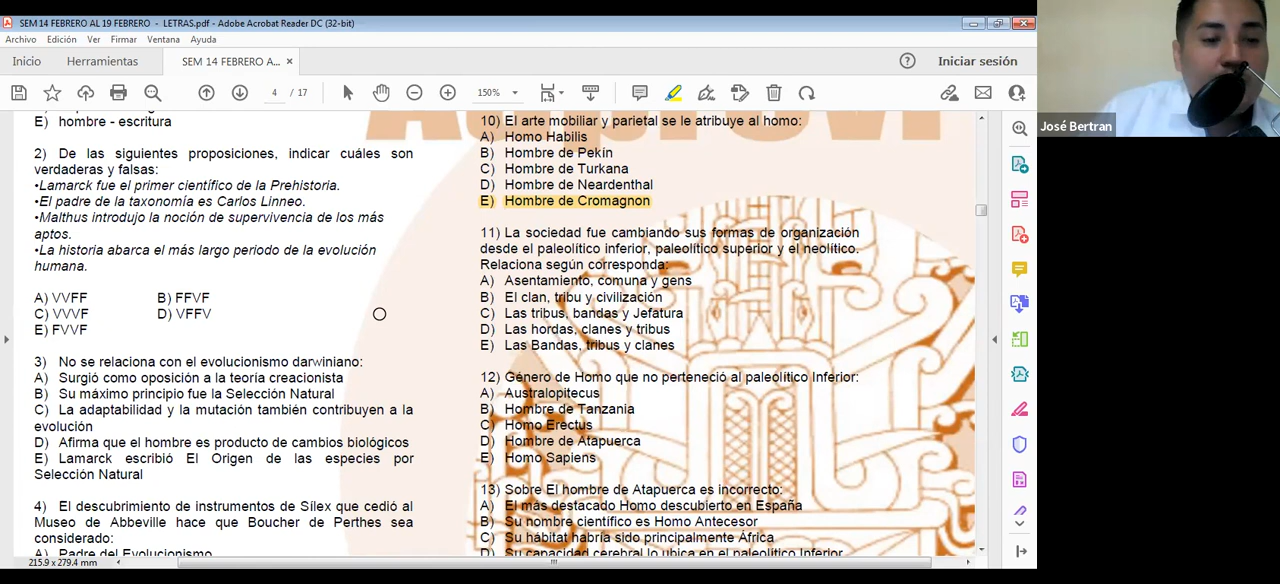 SEM 14 FEBRERO AL 19 FEBRERO - LETRAS.pdf - Adobe Acrobat Reader DC (32-bit)
Archivo Edición Ver Firmar Ventana Ayuda
Inicio Herramientas SEM 14 FEBRERO A... × Iniciar sesión
4 / 17 150%
E) hombre - escritura
2) De las siguientes proposiciones, indicar cuáles son
verdaderas y falsas:
•Lamarck fue el primer científico de la Prehistoria.
•El padre de la taxonomía es Carlos Linneo.
•Malthus introdujo la noción de supervivencia de los más
aptos.
•La historia abarca el más largo periodo de la evolución
humana.
A) VVFF B) FFVF
C) VVVF D) VFFV
E) FVVF
3) No se relaciona con el evolucionismo darwiniano:
A) Surgió como oposición a la teoría creacionista
B) Su máximo principio fue la Selección Natural
C) La adaptabilidad y la mutación también contribuyen a la
evolución
D) Afirma que el hombre es producto de cambios biológicos
E) Lamarck escribió El Origen de las especies por
Selección Natural
4) El descubrimiento de instrumentos de Sílex que cedió al
Museo de Abbeville hace que Boucher de Perthes sea
considerado:
A) Padre del Evolucionismo
10) El arte mobiliar y parietal se le atribuye al homo:
A) Homo Habilis
B) Hombre de Pekín
C) Hombre de Turkana
D) Hombre de Neardenthal
E) Hombre de Cromagnon
11) La sociedad fue cambiando sus formas de organización
desde el paleolítico inferior, paleolítico superior y el neolítico.
Relaciona según corresponda:
A) Asentamiento, comuna y gens
B) El clan, tribu y civilización
C) Las tribus, bandas y Jefatura
D) Las hordas, clanes y tribus
E) Las Bandas, tribus y clanes
12) Género de Homo que no perteneció al paleolítico Inferior:
A) Australopitecus
B) Hombre de Tanzania
C) Homo Erectus
D) Hombre de Atapuerca
E) Homo Sapiens
13) Sobre El hombre de Atapuerca es incorrecto:
A) El más destacado Homo descubierto en España
B) Su nombre científico es Homo Antecesor
C) Su hábitat habría sido principalmente África
D) Su capacidad cerebral lo ubica en el paleolítico Inferior
215.9 x 279.4 mm
José Bertran